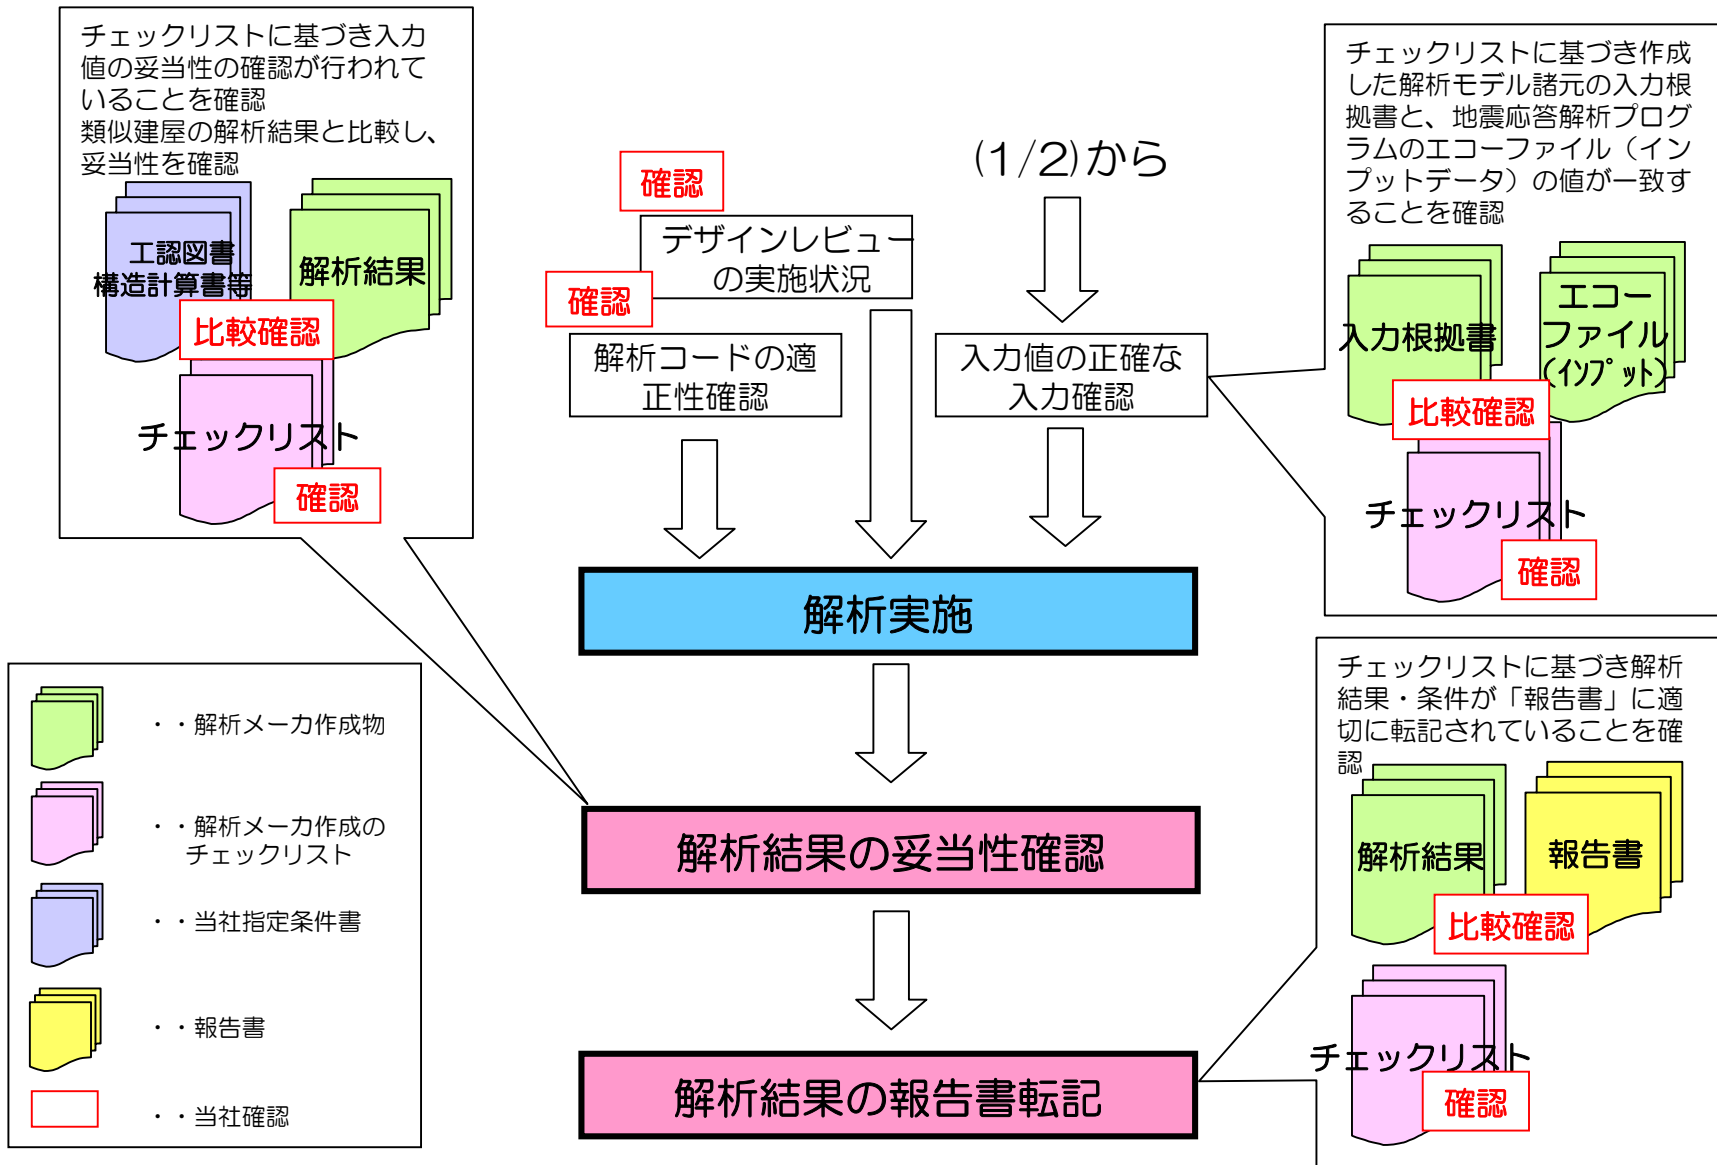 チェックリストに基づき入力
値の妥当性の確認が行われて
いることを確認
類似建屋の解析結果と比較し、
妥当性を確認
工認図書
構造計算書等
解析結果
比較確認
チェックリスト
確認
(1/2)から
確認
デザインレビュー
の実施状況
確認
解析コードの適
正性確認
入力値の正確な
入力確認
チェックリストに基づき作成
した解析モデル諸元の入力根
拠書と、地震応答解析プログ
ラムのエコーファイル（イン
プットデータ）の値が一致す
ることを確認
入力根拠書
エコー
ファイル
(ｲﾝﾌﾟｯﾄ)
比較確認
チェックリスト
確認
解析実施
解析結果の妥当性確認
解析結果の報告書転記
チェックリストに基づき解析
結果・条件が「報告書」に適
切に転記されていることを確
認
解析結果
報告書
比較確認
チェックリスト
確認
・・解析メーカ作成物
・・解析メーカ作成の
チェックリスト
・・当社指定条件書
・・報告書
・・当社確認